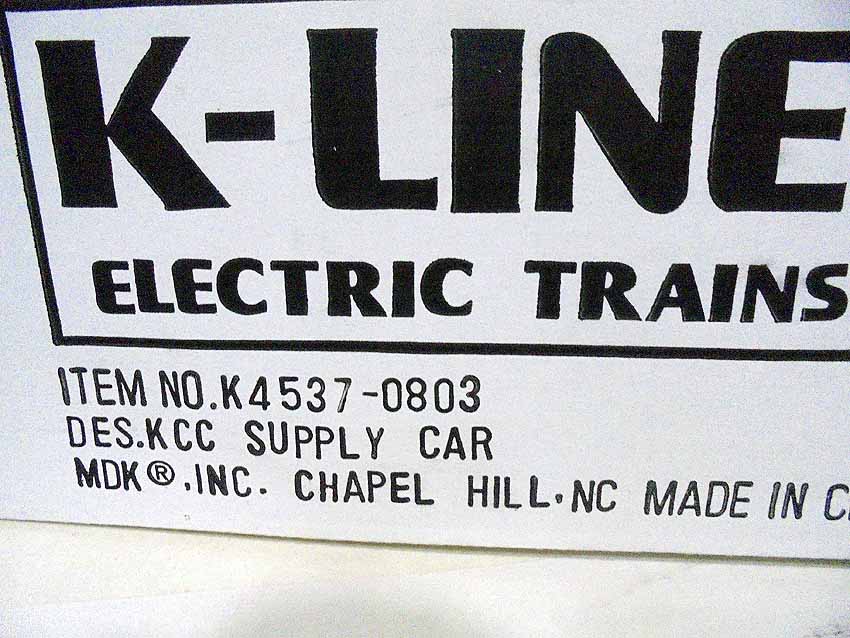 K-LINE
ELECTRIC TRAINS
ITEM NO.K4537-0803
DES.KCC SUPPLY CAR
MDK®.INC. CHAPEL HILL.NC MADE IN